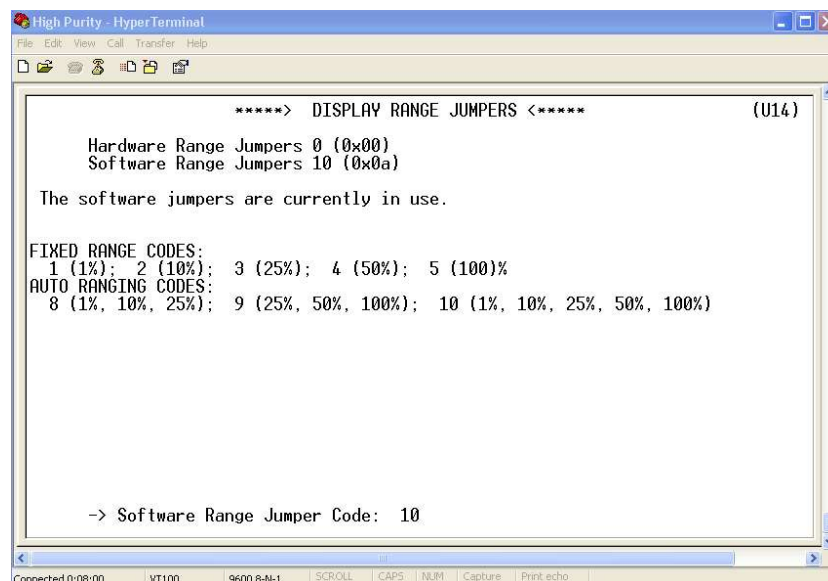 High Purity - HyperTerminal
File Edit View Call Transfer Help
*****> DISPLAY RANGE JUMPERS <***** (U14)
Hardware Range Jumpers 0 (0x00)
Software Range Jumpers 10 (0x0a)
The software jumpers are currently in use.
FIXED RANGE CODES:
1 (1%); 2 (10%); 3 (25%); 4 (50%); 5 (100)%
AUTO RANGING CODES:
8 (1%, 10%, 25%); 9 (25%, 50%, 100%); 10 (1%, 10%, 25%, 50%, 100%)
-> Software Range Jumper Code: 10
Connected 0:08:00 VT100 9600 8-N-1 SCROLL CAPS NUM Capture Print echo